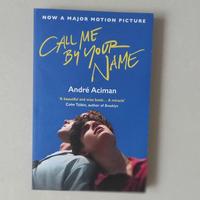 NOW A MAJOR MOTION PICTURE
CALL ME
BY YOUR
NAME
André Aciman
'A beautiful and wise book... A miracle'
Colm Tóibín, author of Brooklyn